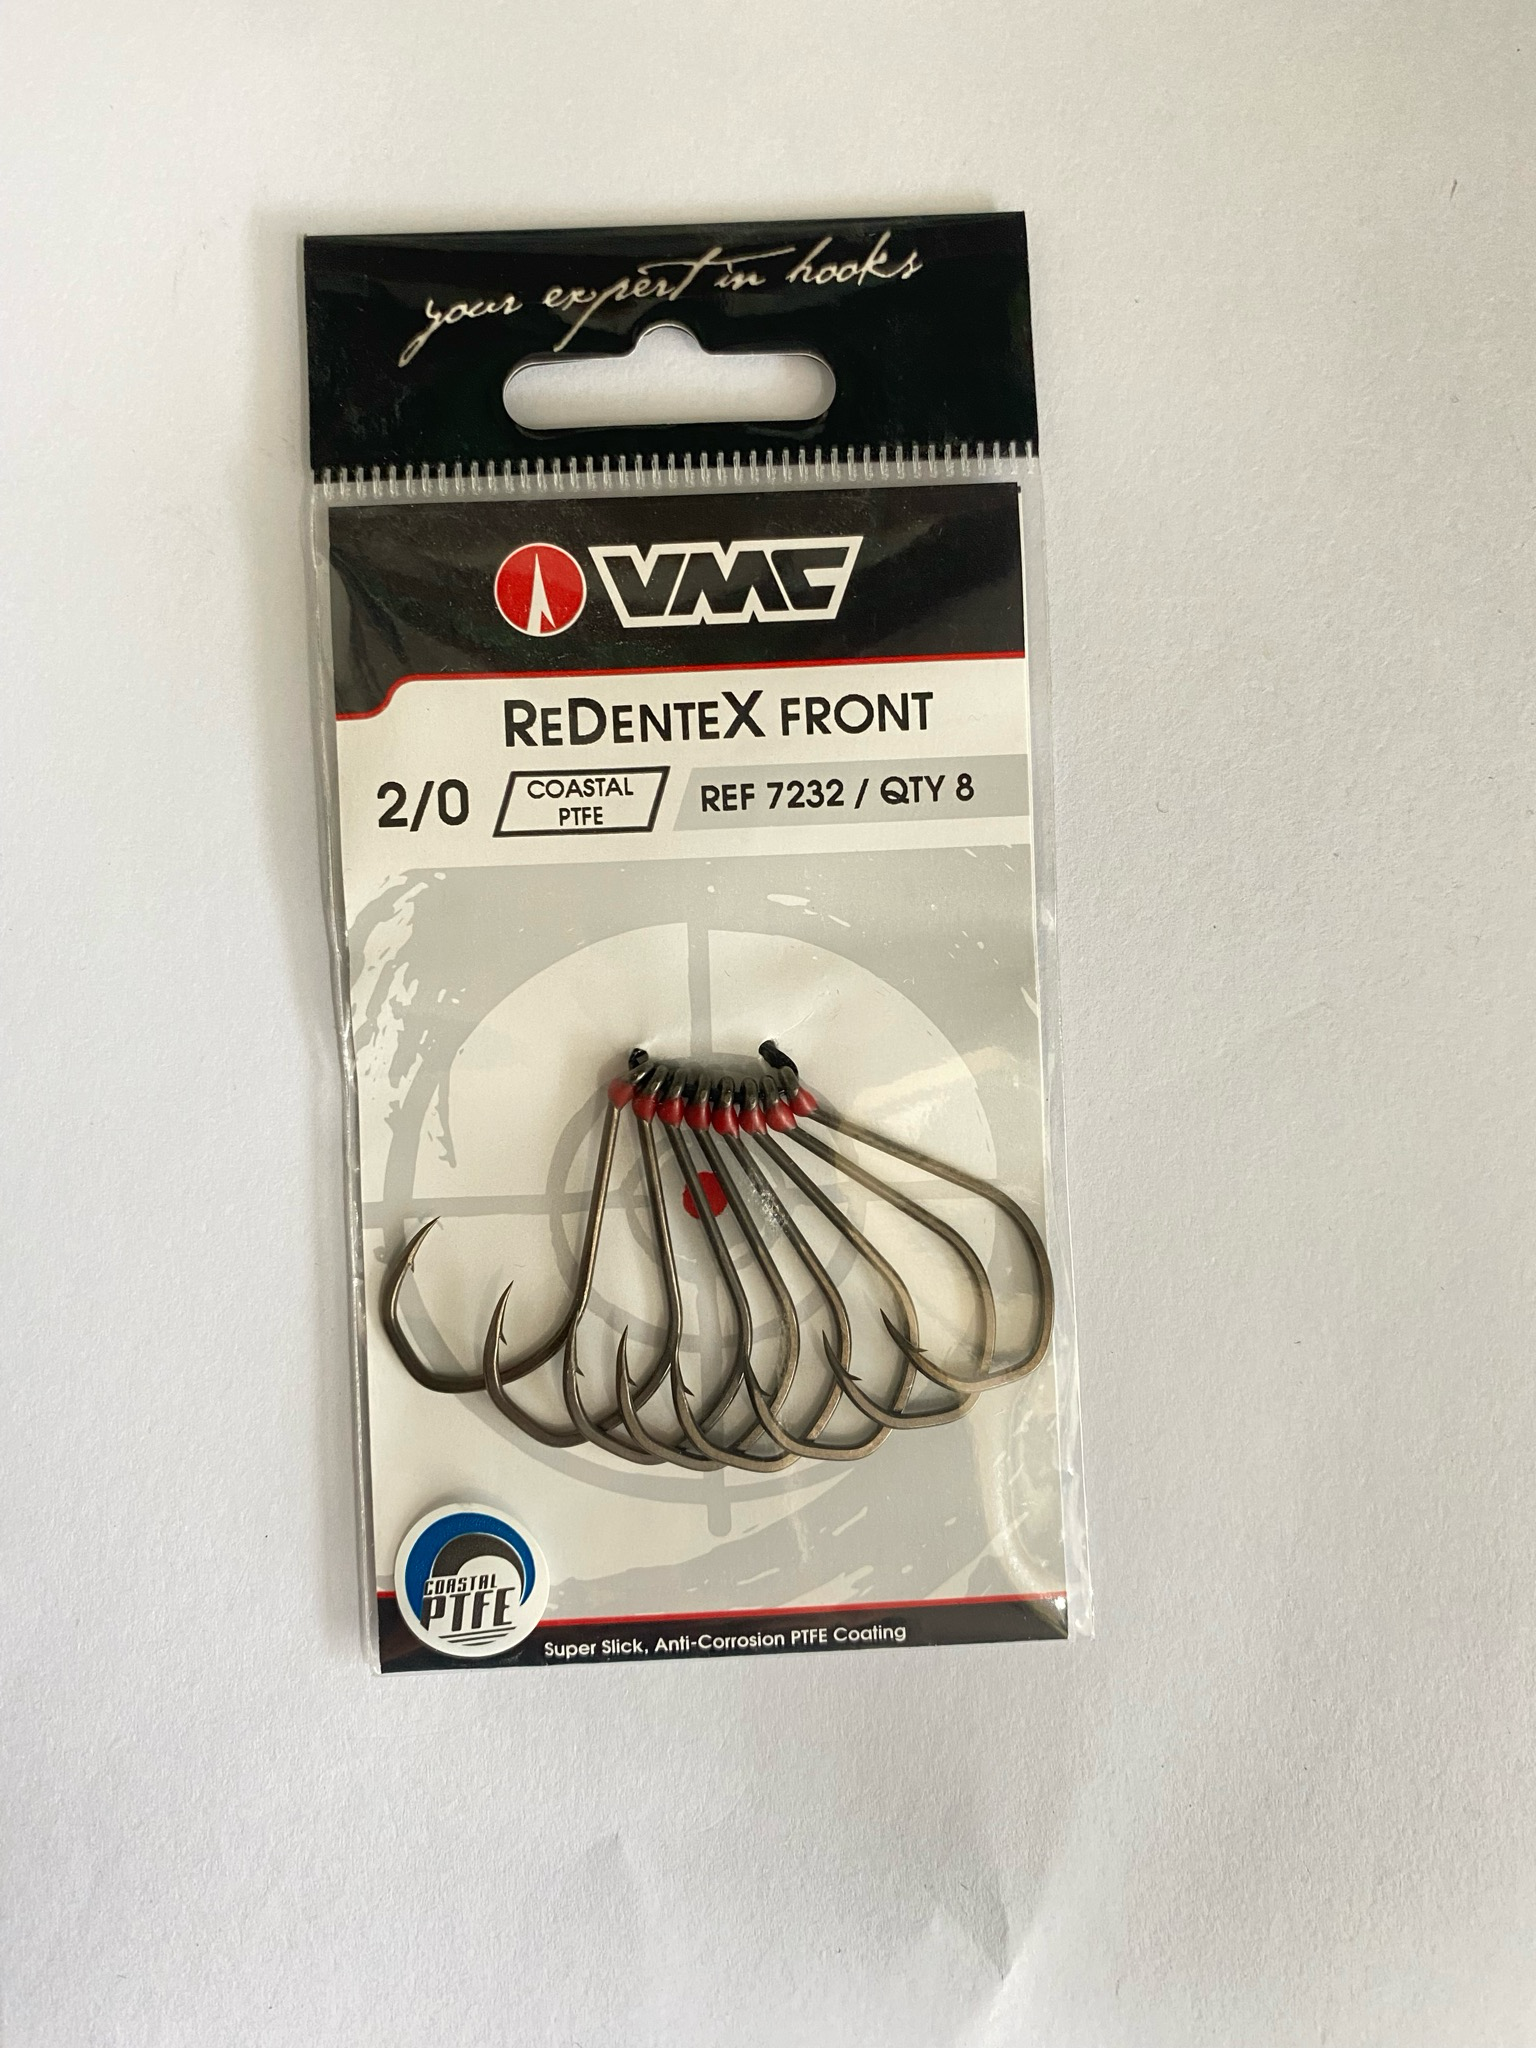 your expert in hooks
VMC
REDENTEX FRONT
2/0
COASTAL
PTFE
REF 7232 / QTY 8
COASTAL
PTFE
Super Slick, Anti-Corrosion PTFE Coating